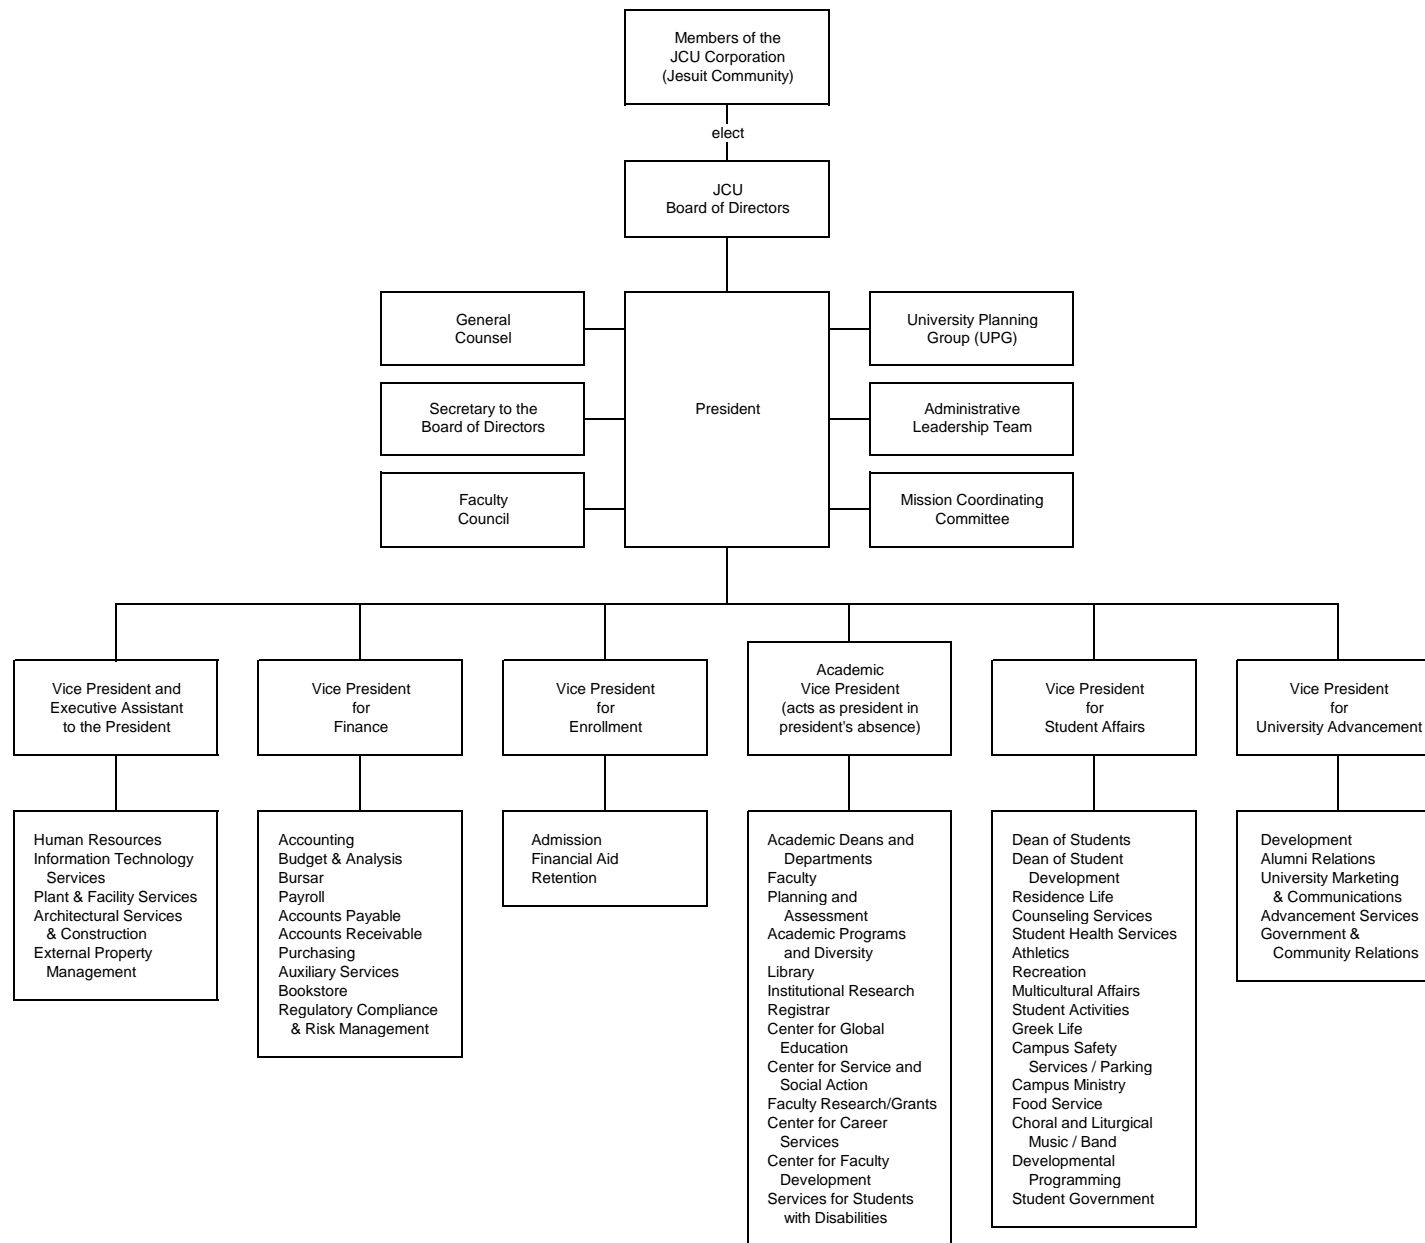 Members of the
JCU Corporation
(Jesuit Community)
elect
JCU
Board of Directors
General
Counsel
Secretary to the
Board of Directors
Faculty
Council
President
University Planning
Group (UPG)
Administrative
Leadership Team
Mission Coordinating
Committee
Vice President and
Executive Assistant
to the President
Vice President
for
Finance
Vice President
for
Enrollment
Academic
Vice President
(acts as president in
president's absence)
Vice President
for
Student Affairs
Vice President
for
University Advancement
Human Resources
Information Technology
Services
Plant & Facility Services
Architectural Services
& Construction
External Property
Management
Accounting
Budget & Analysis
Bursar
Payroll
Accounts Payable
Accounts Receivable
Purchasing
Auxiliary Services
Bookstore
Regulatory Compliance
& Risk Management
Admission
Financial Aid
Retention
Academic Deans and
Departments
Faculty
Planning and
Assessment
Academic Programs
and Diversity
Library
Institutional Research
Registrar
Center for Global
Education
Center for Service and
Social Action
Faculty Research/Grants
Center for Career
Services
Center for Faculty
Development
Services for Students
with Disabilities
Dean of Students
Dean of Student
Development
Residence Life
Counseling Services
Student Health Services
Athletics
Recreation
Multicultural Affairs
Student Activities
Greek Life
Campus Safety
Services / Parking
Campus Ministry
Food Service
Choral and Liturgical
Music / Band
Developmental
Programming
Student Government
Development
Alumni Relations
University Marketing
& Communications
Advancement Services
Government &
Community Relations